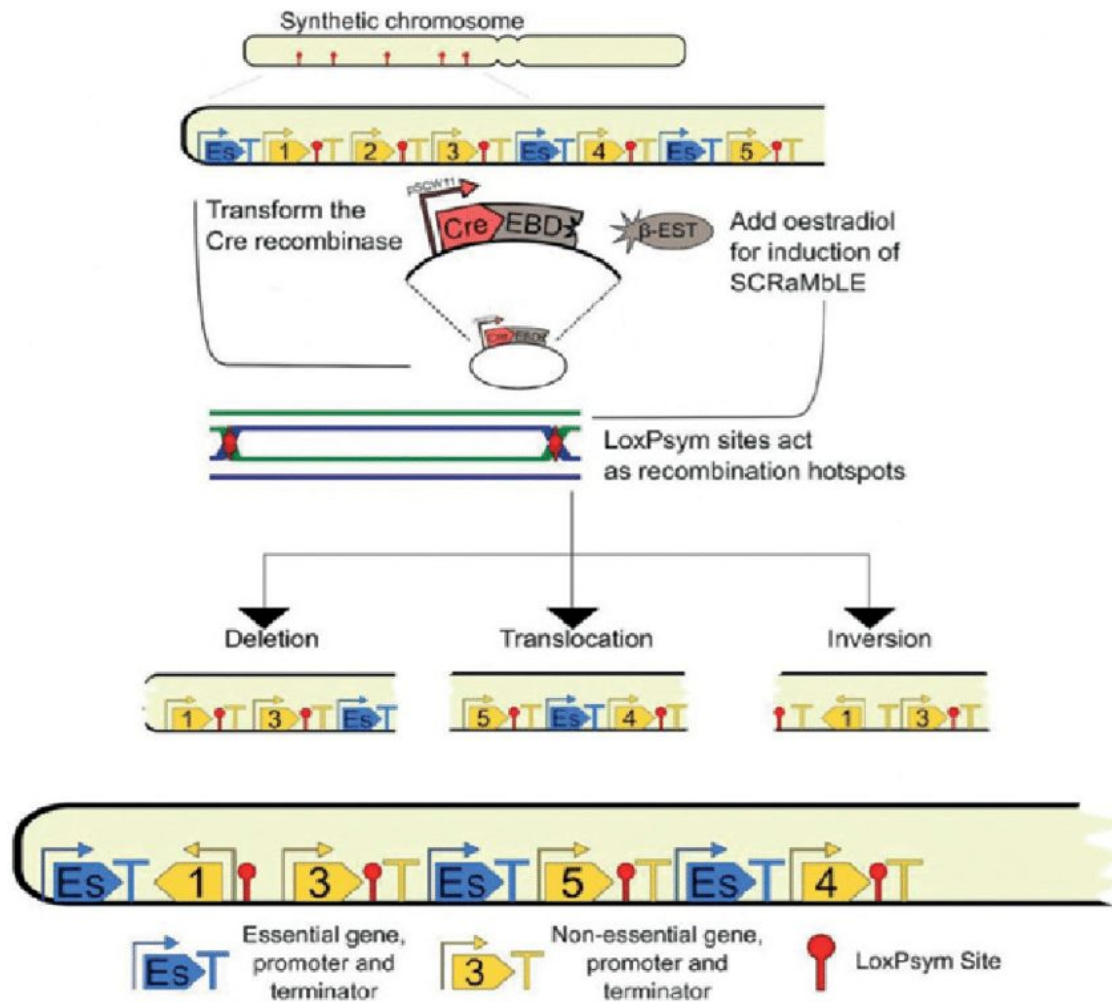 Synthetic chromosome
Es T 1 T 2 T 3 T Es T 4 T Es T 5 T
Transform the
Cre recombinase
pSCW11
Cre EBD
β-EST
Add oestradiol
for induction of
SCRaMbLE
Cre EBD
LoxPsym sites act
as recombination hotspots
Deletion
Translocation
Inversion
1 T 3 T Es T
5 T Es T 4 T
T 1 T 3 T
Es T 1 3 T Es T 5 T Es T 4 T
Es T
Essential gene,
promoter and
terminator
3 T
Non-essential gene,
promoter and
terminator
LoxPsym Site